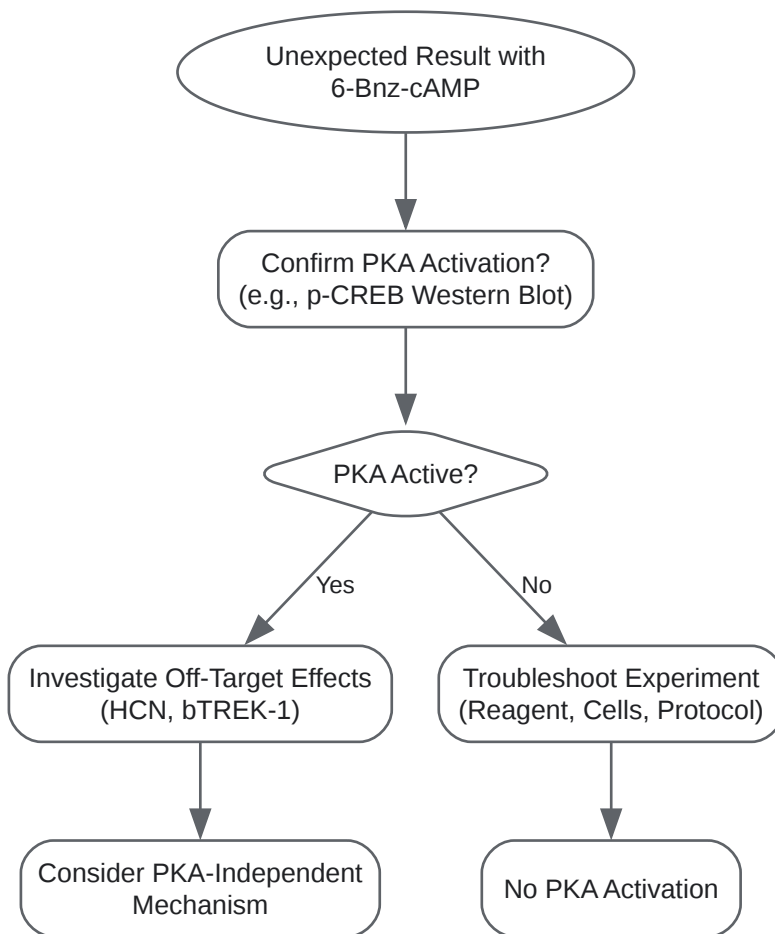 Unexpected Result with
6-Bnz-cAMP
Confirm PKA Activation?
(e.g., p-CREB Western Blot)
PKA Active?
Yes
No
Investigate Off-Target Effects
(HCN, bTREK-1)
Troubleshoot Experiment
(Reagent, Cells, Protocol)
Consider PKA-Independent
Mechanism
No PKA Activation